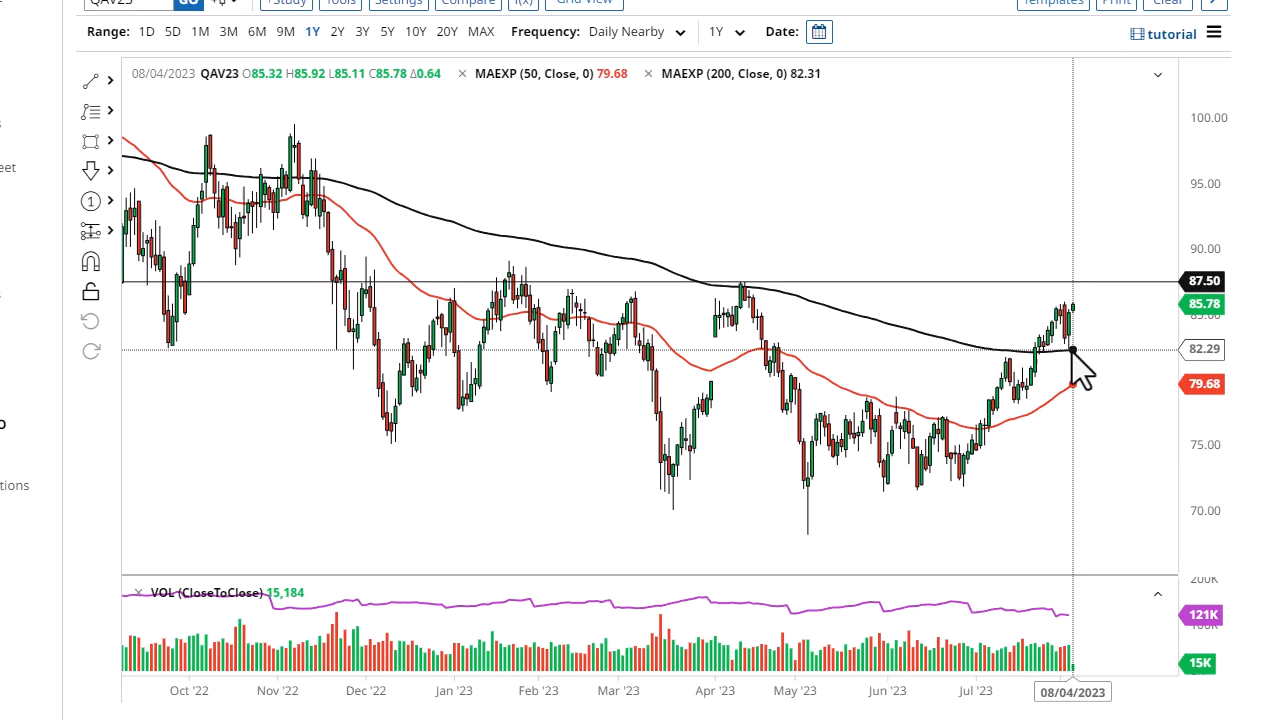 QAV23 GO +Study Tools Settings Compare f(x) Grid View Templates Print Clear
Range: 1D 5D 1M 3M 6M 9M 1Y 2Y 3Y 5Y 10Y 20Y MAX Frequency: Daily Nearby 1Y Date: tutorial
08/04/2023 QAV23 O85.32 H85.92 L85.11 C85.78 Δ0.64 × MAEXP (50, Close, 0) 79.68 × MAEXP (200, Close, 0) 82.31
100.00
eet
95.00
1
90.00
87.50
85.78
85.00
82.29
79.68
o
75.00
tions
70.00
200K
× VOL (CloseToClose) 15,184
121K
100K
15K
Oct '22 Nov '22 Dec '22 Jan '23 Feb '23 Mar '23 Apr '23 May '23 Jun '23 Jul '23 08/04/2023